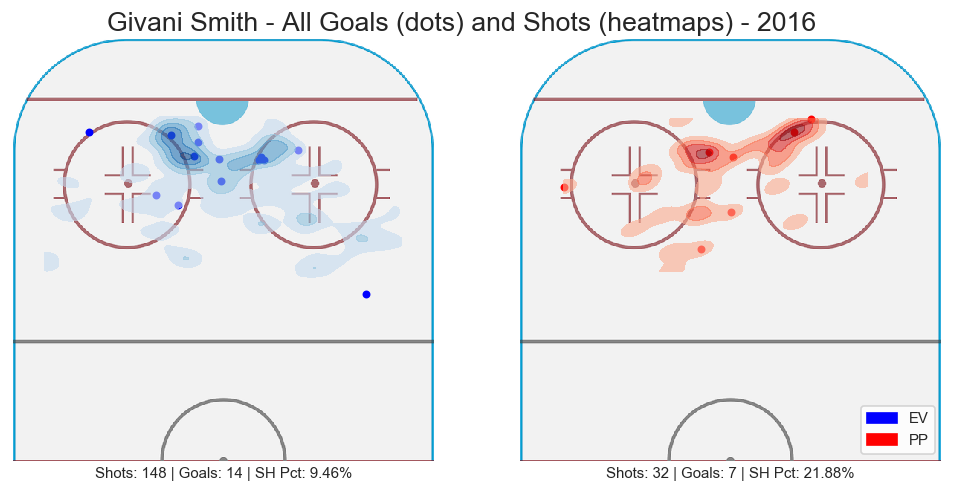 Givani Smith - All Goals (dots) and Shots (heatmaps) - 2016
EV
PP
Shots: 148 | Goals: 14 | SH Pct: 9.46%
Shots: 32 | Goals: 7 | SH Pct: 21.88%